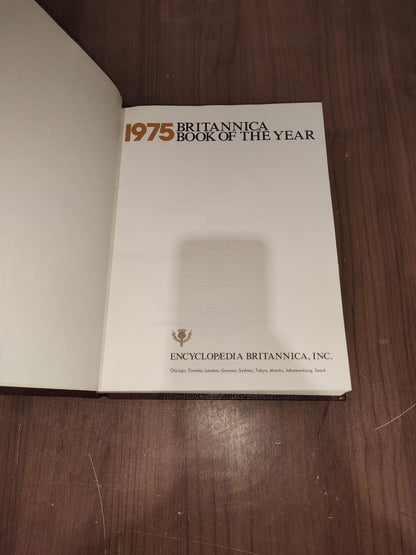 1975 BRITANNICA
BOOK OF THE YEAR
ENCYCLOPÆDIA BRITANNICA, INC.
Chicago, Toronto, London, Geneva, Sydney, Tokyo, Manila, Johannesburg, Seoul